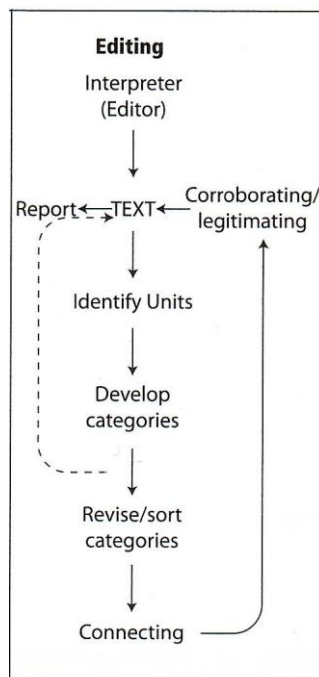 Editing
Interpreter
(Editor)
Report
TEXT
Corroborating/
legitimating
Identify Units
Develop
categories
Revise/sort
categories
Connecting